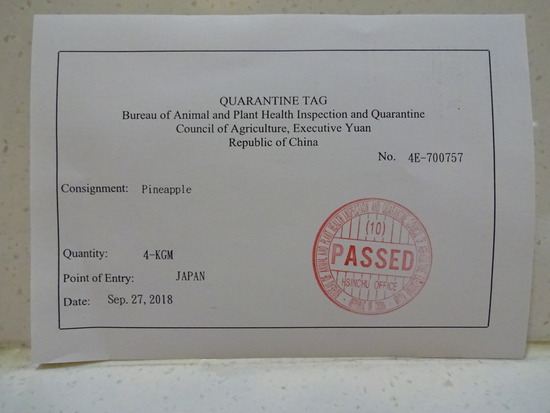 QUARANTINE TAG
Bureau of Animal and Plant Health Inspection and Quarantine
Council of Agriculture, Executive Yuan
Republic of China
No. 4E-700757
Consignment: Pineapple
Quantity: 4-KGM
Point of Entry: JAPAN
Date: Sep. 27, 2018
(10)
PASSED
HSINCHU OFFICE